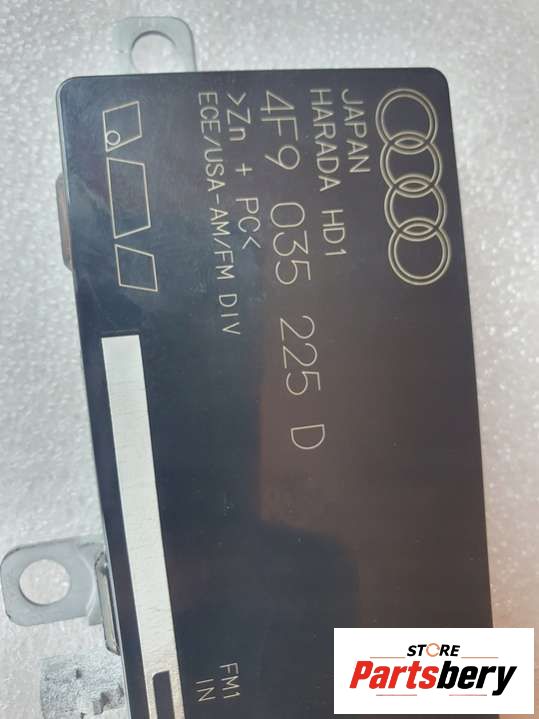 JAPAN
HARADA HD1
4F9 035 225 D
>Zn + PC<
ECE/USA-AM/FM DIV
FM1
IN
STORE
Partsbery